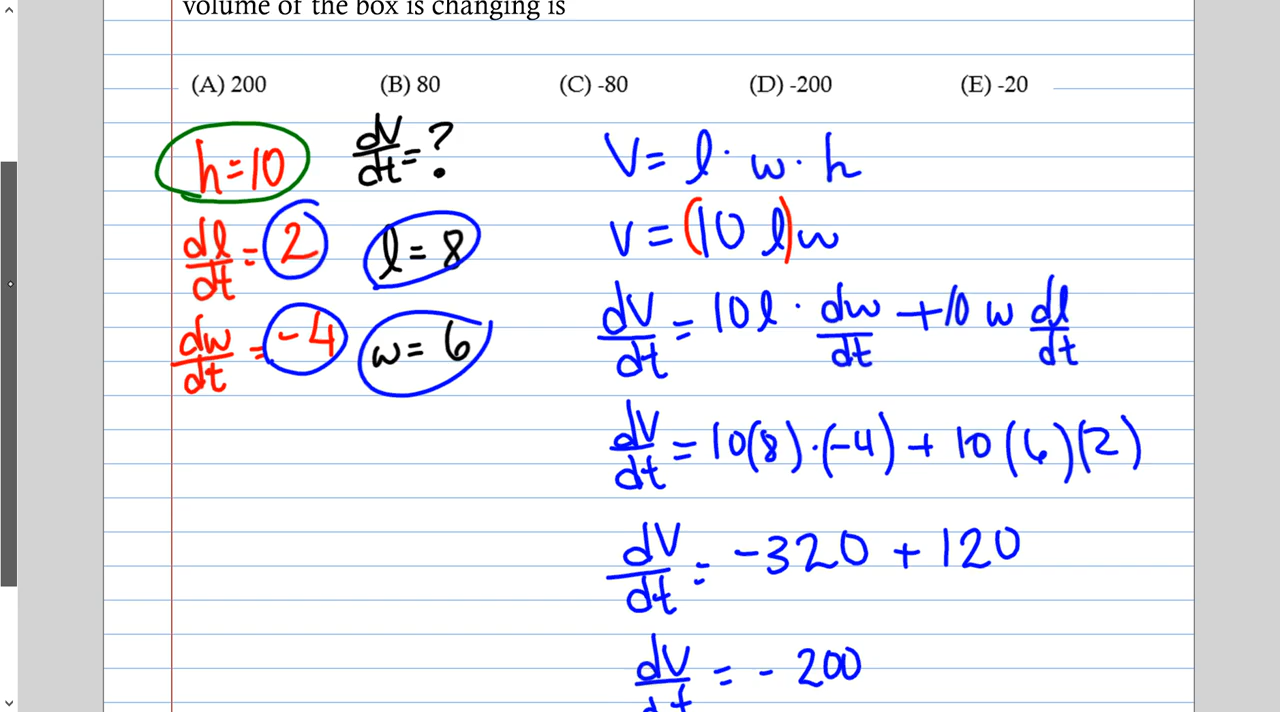 volume of the box is changing is
(A) 200 (B) 80 (C) -80 (D) -200 (E) -20
h=10
dV/dt = ?
dl/dt = 2
l = 8
dw/dt = -4
w = 6
V = l · w · h
V = (10 l)w
dV/dt = 10 l · dw/dt + 10 w dl/dt
dV/dt = 10(8)·(-4) + 10(6)(2)
dV/dt = -320 + 120
dV/dt = -200